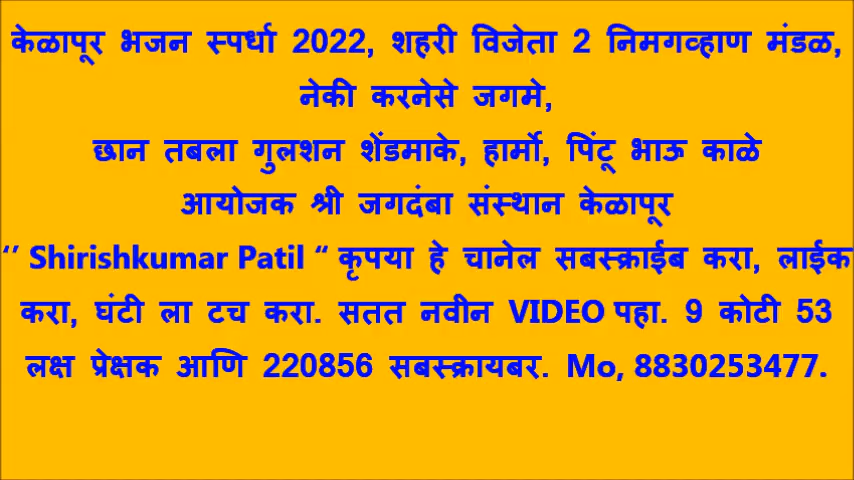 केळापूर भजन स्पर्धा 2022, शहरी विजेता 2 निमगव्हाण मंडळ,
नेकी करनेसे जगमे,
छान तबला गुलशन शेंडमाके, हार्मो, पिंटू भाऊ काळे
आयोजक श्री जगदंबा संस्थान केळापूर
‘’ Shirishkumar Patil “ कृपया हे चानेल सबस्क्राईब करा, लाईक
करा, घंटी ला टच करा. सतत नवीन VIDEO पहा. 9 कोटी 53
लक्ष प्रेक्षक आणि 220856 सबस्क्रायबर. Mo, 8830253477.